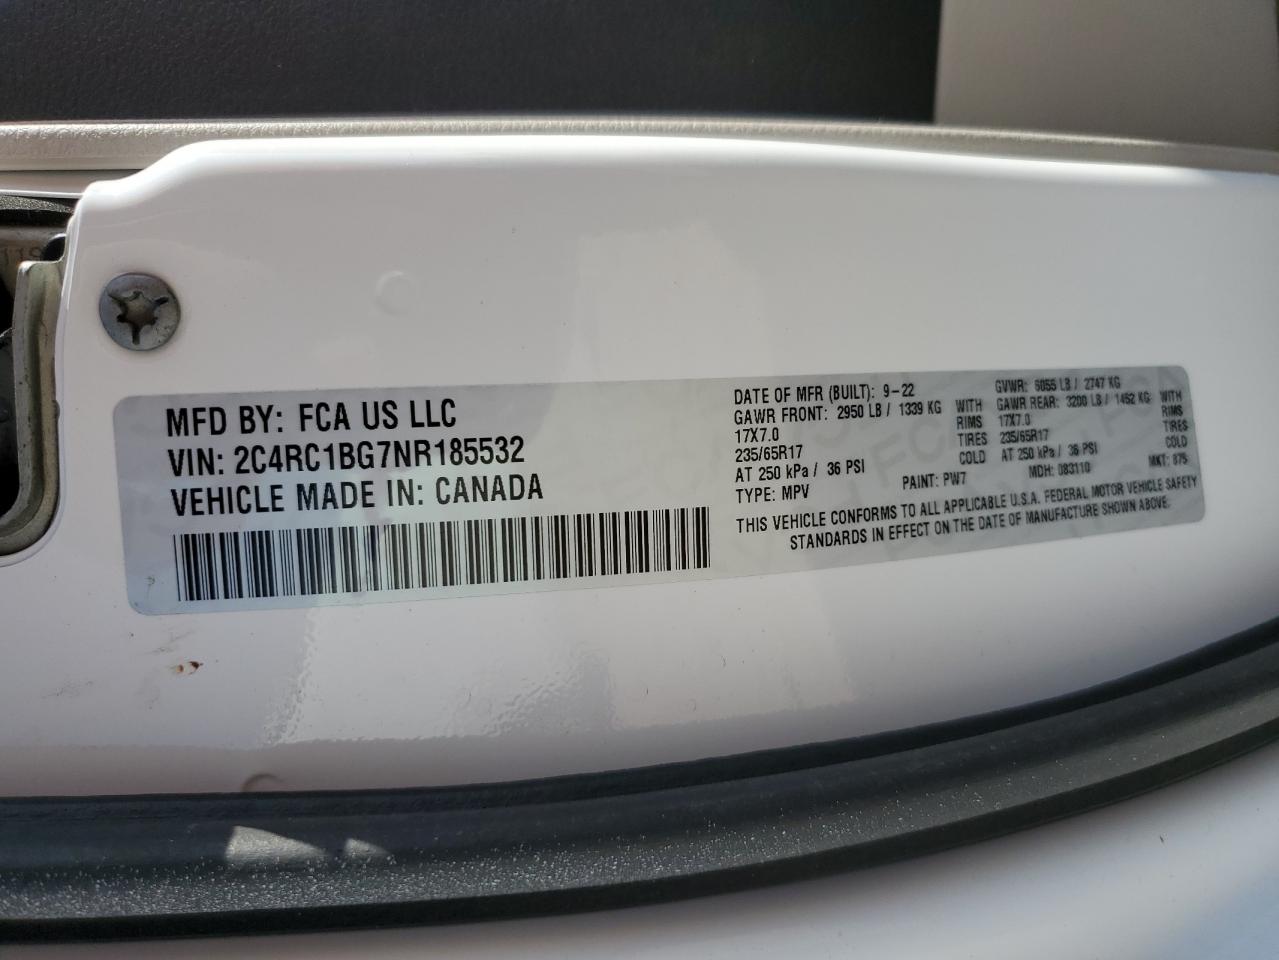 MFD BY: FCA US LLC
VIN: 2C4RC1BG7NR185532
VEHICLE MADE IN: CANADA
DATE OF MFR (BUILT): 9-22 GVWR: 6055 LB / 2747 KG
GAWR FRONT: 2950 LB / 1339 KG WITH GAWR REAR: 3200 LB / 1452 KG WITH
17X7.0 RIMS 17X7.0 RIMS
235/65R17 TIRES 235/65R17 TIRES
AT 250 kPa / 36 PSI COLD AT 250 kPa / 36 PSI COLD
TYPE: MPV PAINT: PW7 MDH: 083110 MKT: 875
THIS VEHICLE CONFORMS TO ALL APPLICABLE U.S.A. FEDERAL MOTOR VEHICLE SAFETY
STANDARDS IN EFFECT ON THE DATE OF MANUFACTURE SHOWN ABOVE.